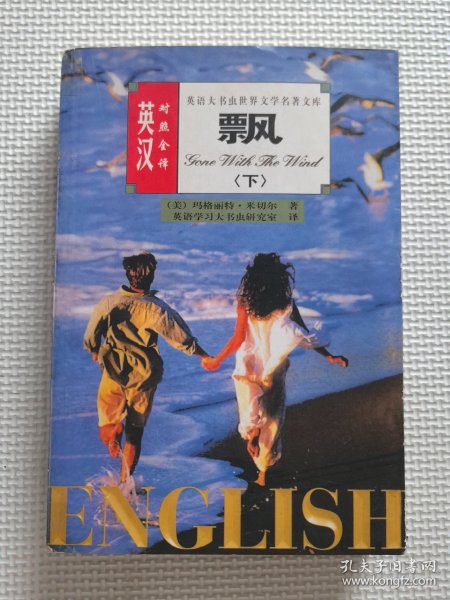 英语大书虫世界文学名著文库
英汉
对照全译
飘
Gone With The Wind
〈下〉
（美）玛格丽特·米切尔 著
英语学习大书虫研究室 译
ENGLISH
孔夫子旧书网
www.kongfz.com